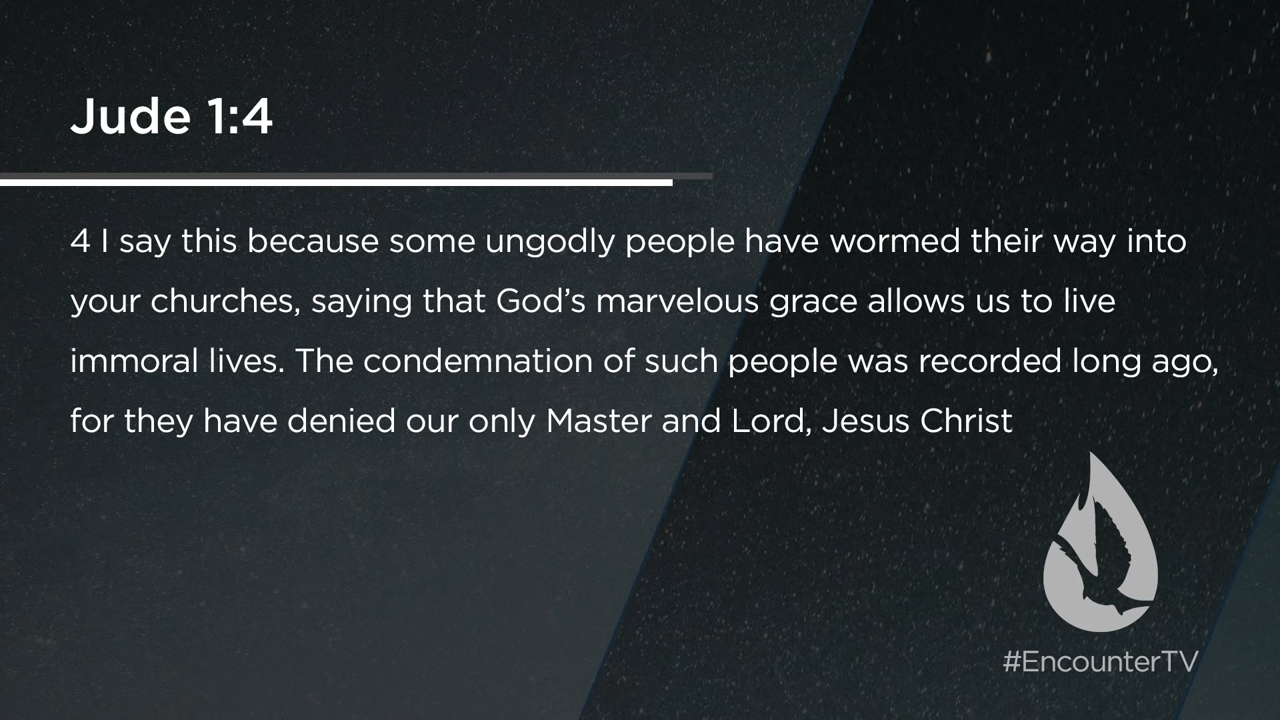 Jude 1:4
4 I say this because some ungodly people have wormed their way into
your churches, saying that God’s marvelous grace allows us to live
immoral lives. The condemnation of such people was recorded long ago,
for they have denied our only Master and Lord, Jesus Christ
#EncounterTV